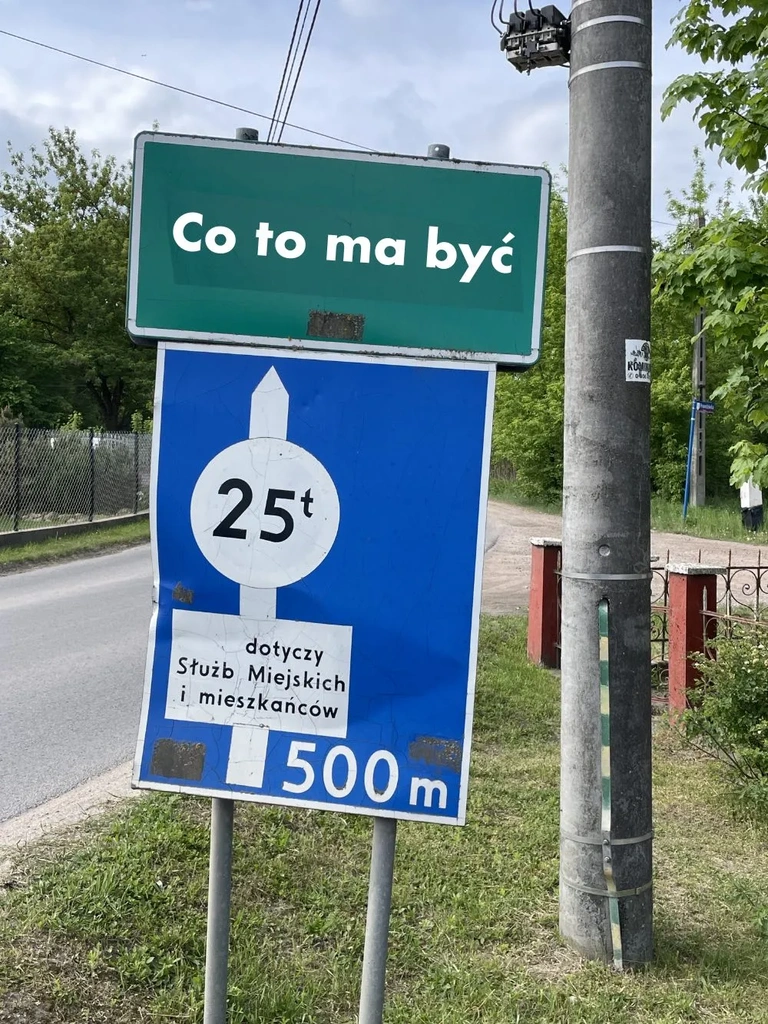 Co to ma być
25t
dotyczy
Służb Miejskich
i mieszkańców
500 m